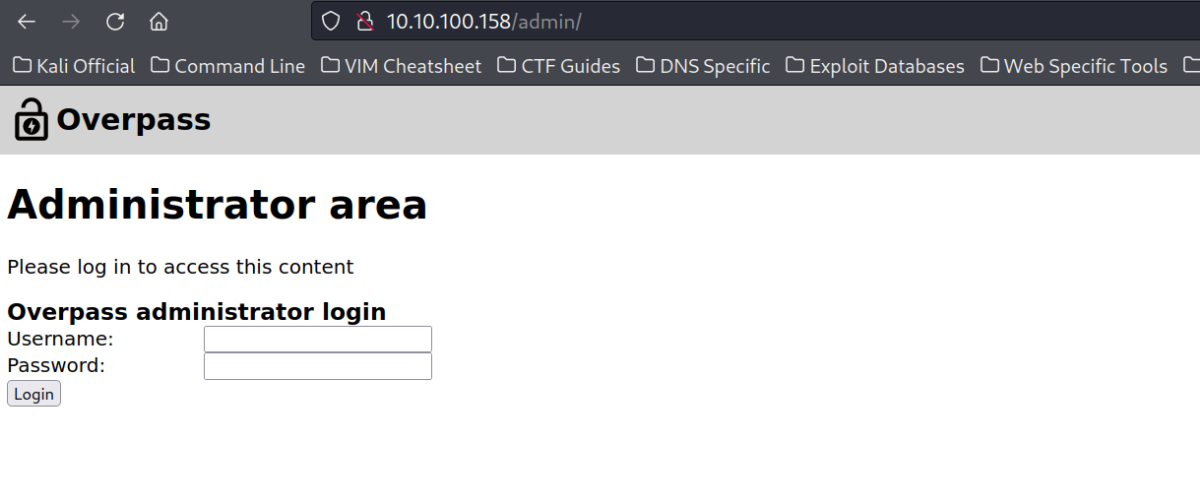 10.10.100.158/admin/
Kali Official Command Line VIM Cheatsheet CTF Guides DNS Specific Exploit Databases Web Specific Tools
Overpass
Administrator area
Please log in to access this content
Overpass administrator login
Username:
Password:
Login